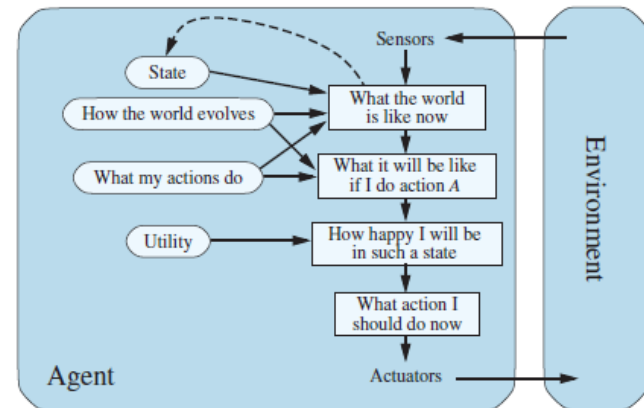 Sensors
State
What the world
is like now
How the world evolves
What it will be like
if I do action A
What my actions do
Utility
How happy I will be
in such a state
What action I
should do now
Agent
Actuators
Environment